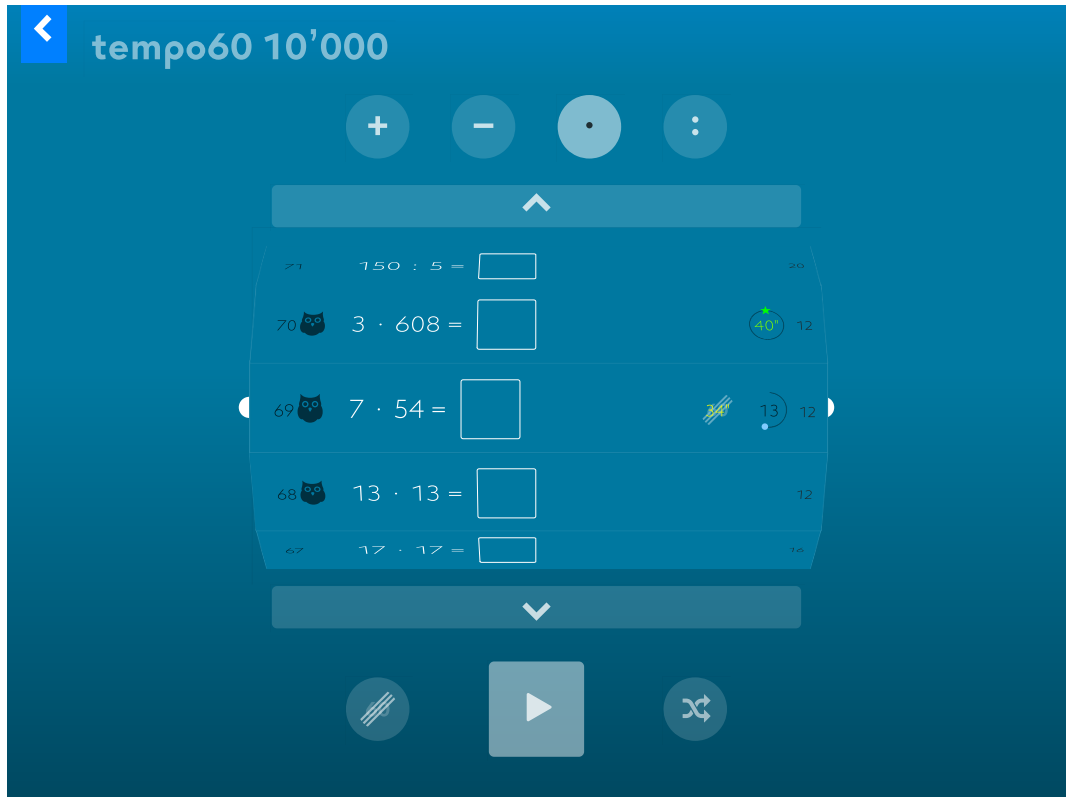 tempo60 10’000
+ − · :
71 150 : 5 = 20
70 3 · 608 = 40" 12
69 7 · 54 = 34" 13 12
68 13 · 13 = 12
67 17 · 17 = 16
60